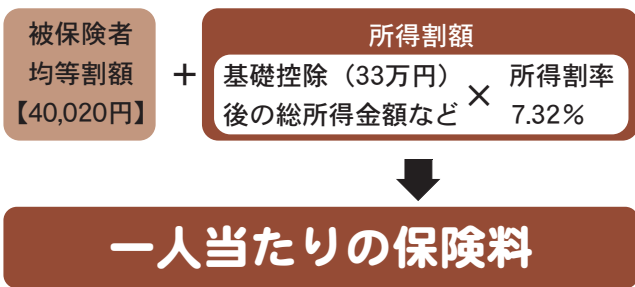 被保険者
均等割額
【40,020円】
+
所得割額
基礎控除（33万円）
後の総所得金額など
×
所得割率
7.32％
一人当たりの保険料